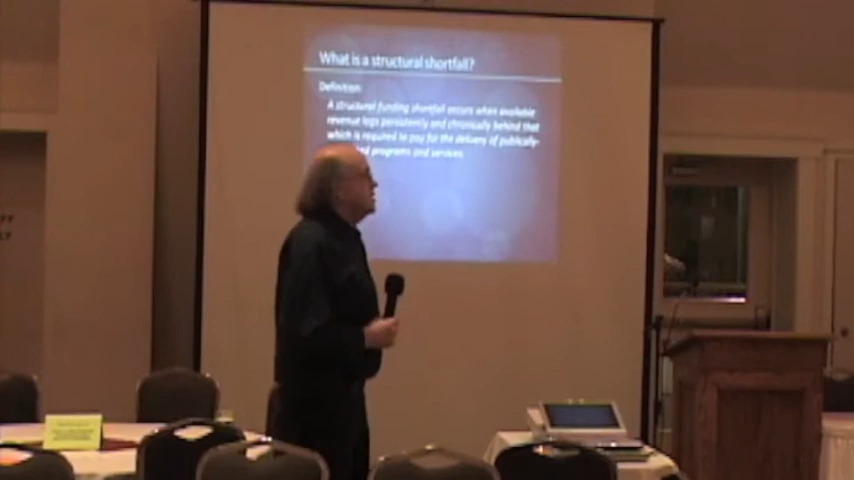 What is a structural shortfall?
Definition:
A structural funding shortfall occurs when available
revenue lags persistently and chronically behind that
which is required to pay for the delivery of publically-
programs and services.